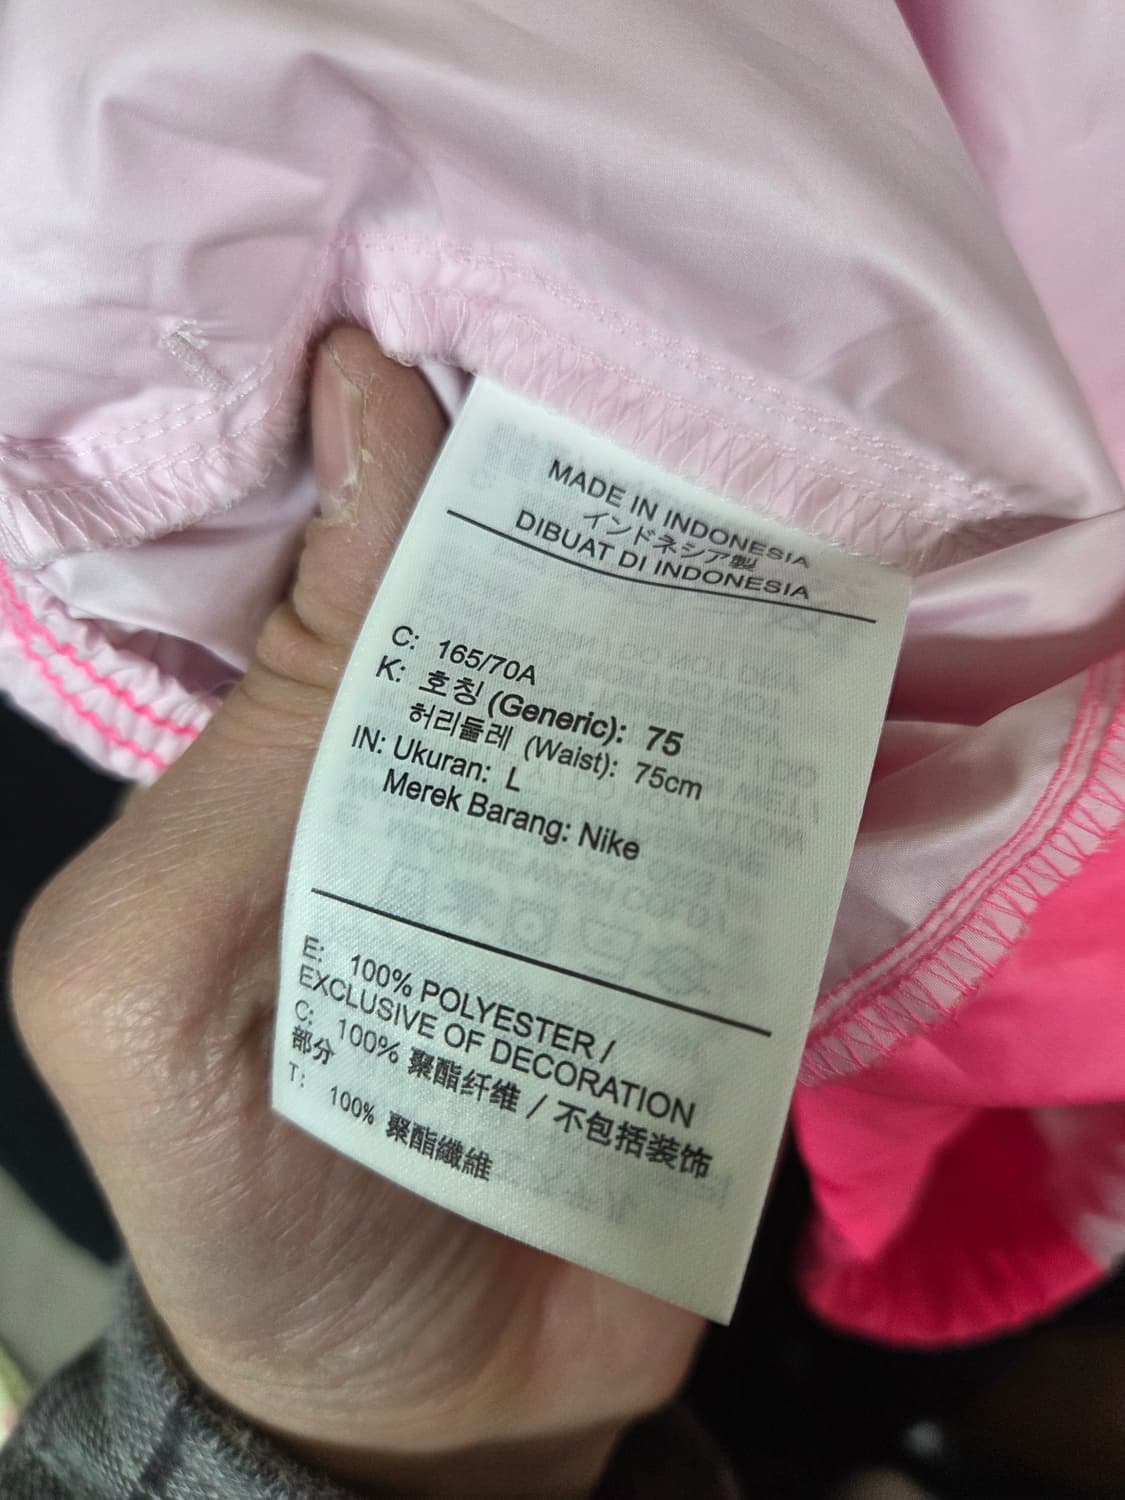 MADE IN INDONESIA
インドネシア製
DIBUAT DI INDONESIA
C: 165/70A
K: 호칭 (Generic): 75
허리둘레 (Waist): 75cm
IN: Ukuran: L
Merek Barang: Nike
E: 100% POLYESTER /
EXCLUSIVE OF DECORATION
C: 100% 聚酯纤维 / 不包括装饰
部分
T: 100% 聚酯纖維